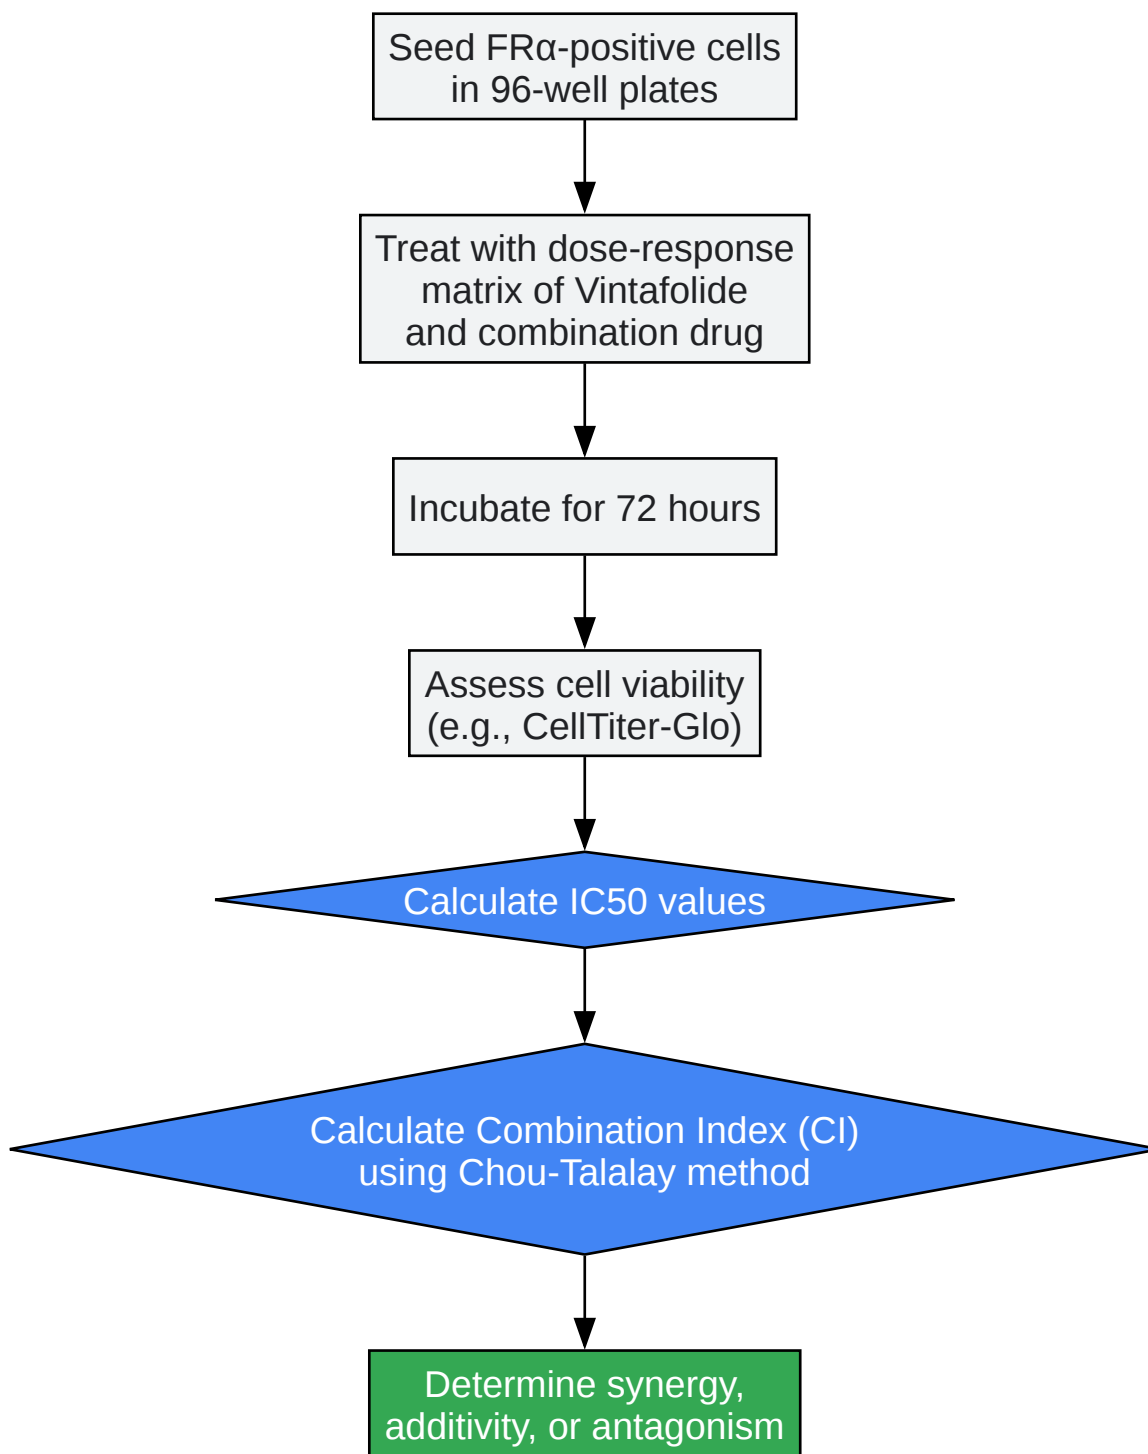 Seed FRα-positive cells
in 96-well plates
Treat with dose-response
matrix of Vintafolide
and combination drug
Incubate for 72 hours
Assess cell viability
(e.g., CellTiter-Glo)
Calculate IC50 values
Calculate Combination Index (CI)
using Chou-Talalay method
Determine synergy,
additivity, or antagonism